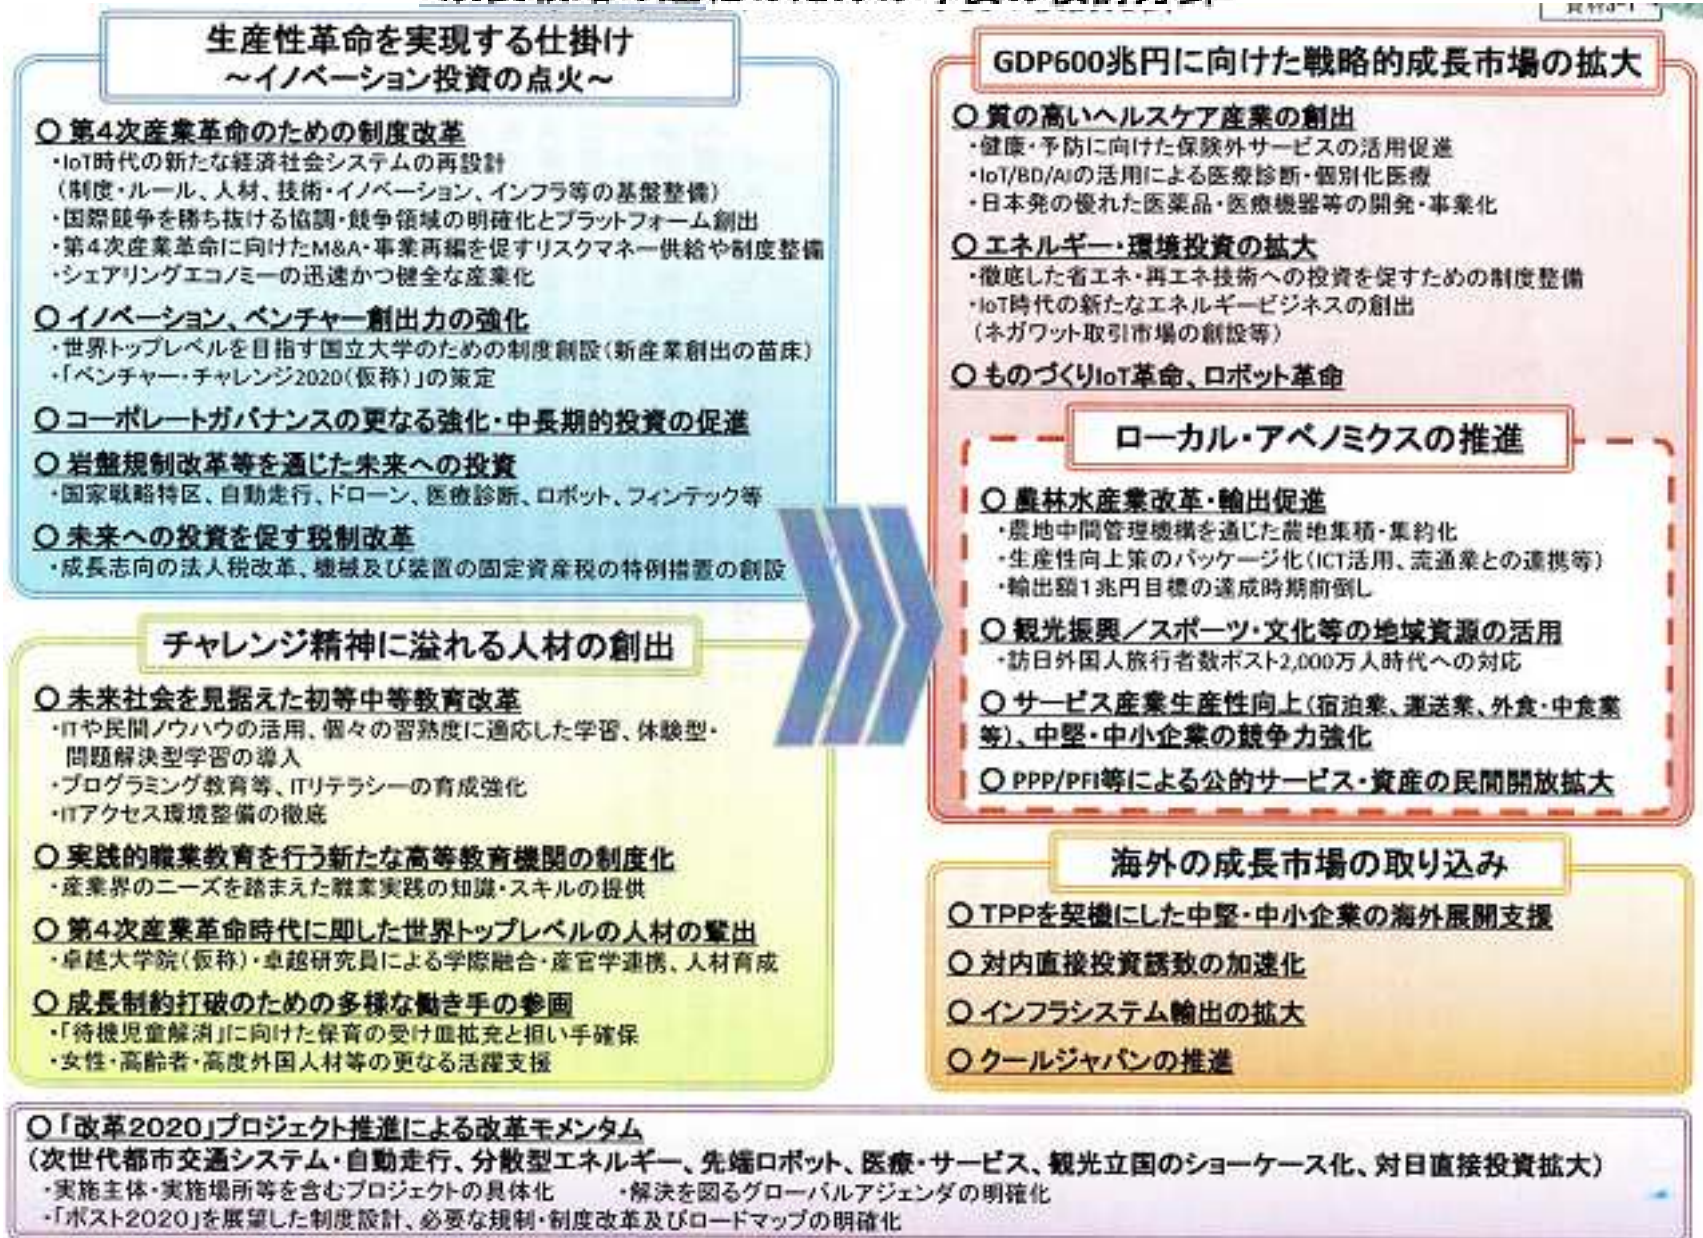 生産性革命を実現する仕掛け
～イノベーション投資の点火～
○ 第4次産業革命のための制度改革
・IoT時代の新たな経済社会システムの再設計
（制度・ルール、人材、技術・イノベーション、インフラ等の基盤整備）
・国際競争を勝ち抜ける協調・競争領域の明確化とプラットフォーム創出
・第4次産業革命に向けたM&A・事業再編を促すリスクマネー供給や制度整備
・シェアリングエコノミーの迅速かつ健全な産業化
○ イノベーション、ベンチャー創出力の強化
・世界トップレベルを目指す国立大学のための制度創設（新産業創出の苗床）
・「ベンチャー・チャレンジ2020（仮称）」の策定
○ コーポレートガバナンスの更なる強化・中長期的投資の促進
○ 岩盤規制改革等を通じた未来への投資
・国家戦略特区、自動走行、ドローン、医療診断、ロボット、フィンテック等
○ 未来への投資を促す税制改革
・成長志向の法人税改革、機械及び装置の固定資産税の特例措置の創設
チャレンジ精神に溢れる人材の創出
○ 未来社会を見据えた初等中等教育改革
・ITや民間ノウハウの活用、個々の習熟度に適応した学習、体験型・
問題解決型学習の導入
・プログラミング教育等、ITリテラシーの育成強化
・ITアクセス環境整備の徹底
○ 実践的職業教育を行う新たな高等教育機関の制度化
・産業界のニーズを踏まえた職業実践の知識・スキルの提供
○ 第4次産業革命時代に即した世界トップレベルの人材の輩出
・卓越大学院（仮称）・卓越研究員による学際融合・産官学連携、人材育成
○ 成長制約打破のための多様な働き手の参画
・「待機児童解消」に向けた保育の受け皿拡充と担い手確保
・女性・高齢者・高度外国人材等の更なる活躍支援
GDP600兆円に向けた戦略的成長市場の拡大
○ 質の高いヘルスケア産業の創出
・健康・予防に向けた保険外サービスの活用促進
・IoT/BD/AIの活用による医療診断・個別化医療
・日本発の優れた医薬品・医療機器等の開発・事業化
○ エネルギー・環境投資の拡大
・徹底した省エネ・再エネ技術への投資を促すための制度整備
・IoT時代の新たなエネルギービジネスの創出
（ネガワット取引市場の創設等）
○ ものづくりIoT革命、ロボット革命
ローカル・アベノミクスの推進
○ 農林水産業改革・輸出促進
・農地中間管理機構を通じた農地集積・集約化
・生産性向上策のパッケージ化（ICT活用、流通業との連携等）
・輸出額1兆円目標の達成時期前倒し
○ 観光振興／スポーツ・文化等の地域資源の活用
・訪日外国人旅行者数ポスト2,000万人時代への対応
○ サービス産業生産性向上（宿泊業、運送業、外食・中食業
等）、中堅・中小企業の競争力強化
○ PPP/PFI等による公的サービス・資産の民間開放拡大
海外の成長市場の取り込み
○ TPPを契機にした中堅・中小企業の海外展開支援
○ 対内直接投資誘致の加速化
○ インフラシステム輸出の拡大
○ クールジャパンの推進
○「改革2020」プロジェクト推進による改革モメンタム
（次世代都市交通システム・自動走行、分散型エネルギー、先端ロボット、医療・サービス、観光立国のショーケース化、対日直接投資拡大）
・実施主体・実施場所等を含むプロジェクトの具体化　・解決を図るグローバルアジェンダの明確化
・「ポスト2020」を展望した制度設計、必要な規制・制度改革及びロードマップの明確化